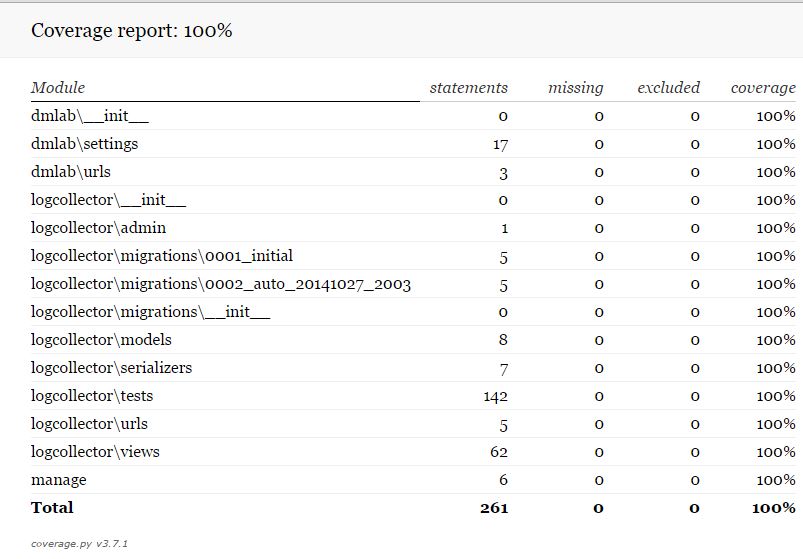 Coverage report: 100%
Module statements missing excluded coverage
dmlab\__init__ 0 0 0 100%
dmlab\settings 17 0 0 100%
dmlab\urls 3 0 0 100%
logcollector\__init__ 0 0 0 100%
logcollector\admin 1 0 0 100%
logcollector\migrations\0001_initial 5 0 0 100%
logcollector\migrations\0002_auto_20141027_2003 5 0 0 100%
logcollector\migrations\__init__ 0 0 0 100%
logcollector\models 8 0 0 100%
logcollector\serializers 7 0 0 100%
logcollector\tests 142 0 0 100%
logcollector\urls 5 0 0 100%
logcollector\views 62 0 0 100%
manage 6 0 0 100%
Total 261 0 0 100%
coverage.py v3.7.1